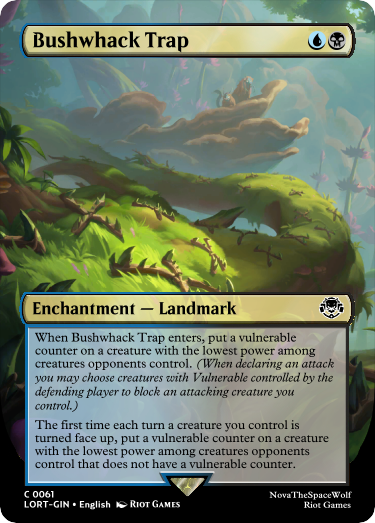 Bushwhack Trap
Enchantment — Landmark
When Bushwhack Trap enters, put a vulnerable
counter on a creature with the lowest power among
creatures opponents control. (When declaring an attack
you may choose creatures with Vulnerable controlled by the
defending player to block an attacking creature you
control.)
The first time each turn a creature you control is
turned face up, put a vulnerable counter on a creature
with the lowest power among creatures opponents
control that does not have a vulnerable counter.
C 0061
LORT-GIN • English RIOT GAMES
NovaTheSpaceWolf
Riot Games